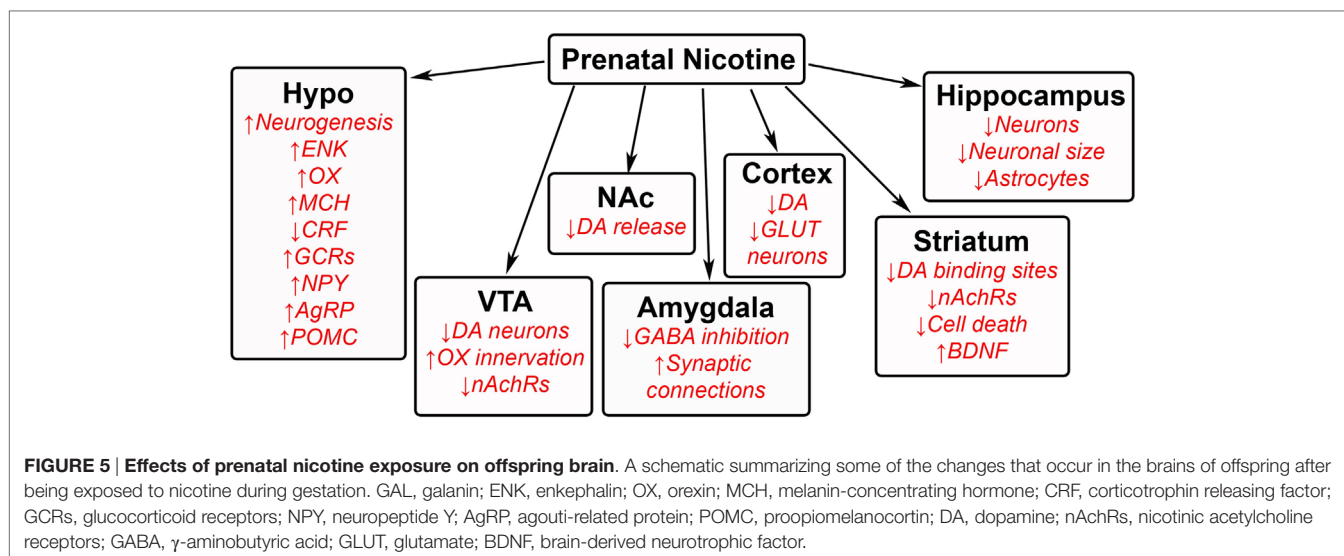 Prenatal Nicotine
Hypo
↑Neurogenesis
↑ENK
↑OX
↑MCH
↓CRF
↑GCRs
↑NPY
↑AgRP
↑POMC
VTA
↓DA neurons
↑OX innervation
↓nAchRs
NAc
↓DA release
Amygdala
↓GABA inhibition
↑Synaptic
connections
Cortex
↓DA
↓GLUT
neurons
Hippocampus
↓Neurons
↓Neuronal size
↓Astrocytes
Striatum
↓DA binding sites
↓nAchRs
↓Cell death
↑BDNF
FIGURE 5 | Effects of prenatal nicotine exposure on offspring brain. A schematic summarizing some of the changes that occur in the brains of offspring after
being exposed to nicotine during gestation. GAL, galanin; ENK, enkephalin; OX, orexin; MCH, melanin-concentrating hormone; CRF, corticotrophin releasing factor;
GCRs, glucocorticoid receptors; NPY, neuropeptide Y; AgRP, agouti-related protein; POMC, proopiomelanocortin; DA, dopamine; nAchRs, nicotinic acetylcholine
receptors; GABA, γ-aminobutyric acid; GLUT, glutamate; BDNF, brain-derived neurotrophic factor.